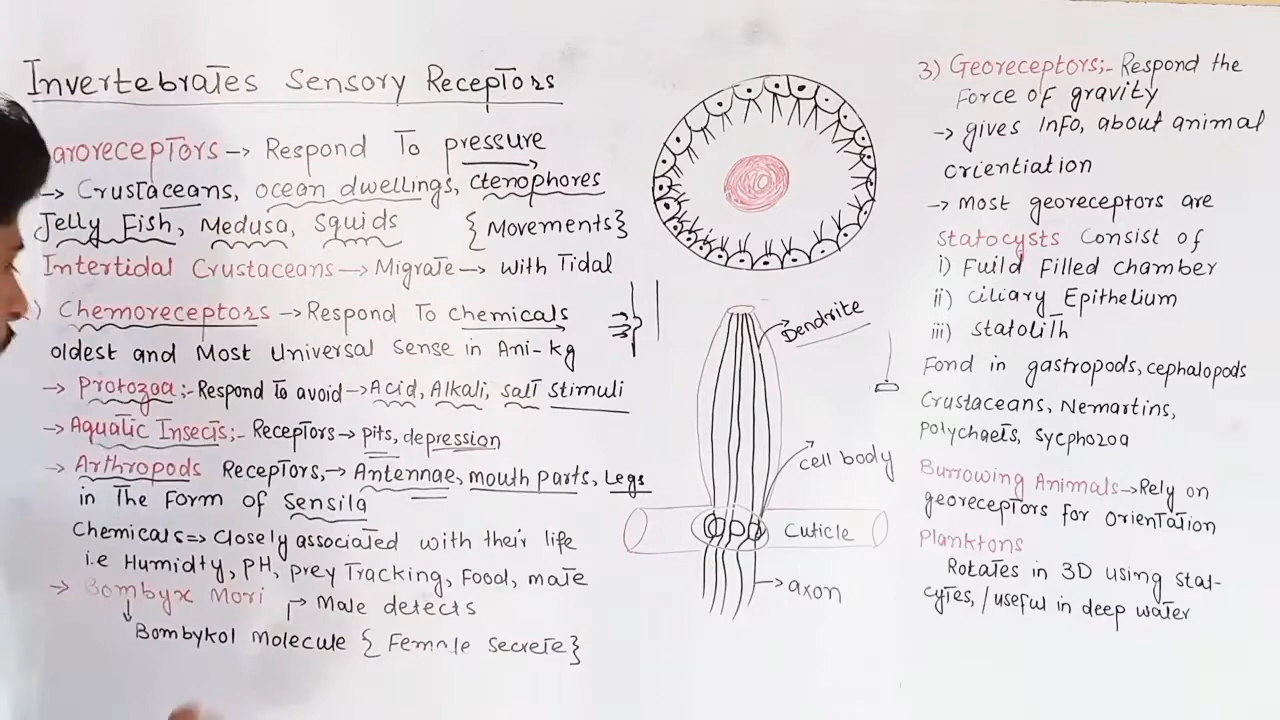 Invertebrates Sensory Receptors
aroreceptors → Respond To pressure
→ Crustaceans, ocean dwellings, ctenophores
Jelly Fish, Medusa, Squids {Movements}
Intertidal Crustaceans → Migrate → with Tidal
) Chemoreceptors → Respond To chemicals
oldest and Most Universal Sense in Ani-kg
→ Protozoa;- Respond To avoid → Acid, Alkali, salt stimuli
→ Aquatic Insects;- Receptors → pits, depression
→ Arthropods Receptors, → Antennae, mouth parts, Legs
in The Form of Sensila
Chemicals => Closely associated with their life
i.e Humidty, pH, prey Tracking, Food, mate
→ Bombyx Mori → Male detects
Bombykol Molecule { Female Secrete}
Dendrite
cell body
Cuticle
axon
3) Georeceptors;- Respond the
Force of gravity
→ gives Info, about animal
orientiation
→ most georeceptors are
statocysts Consist of
i) Fuild Filled chamber
ii) ciliary Epithelium
iii) statolith
Fond in gastropods, cephalopods
Crustaceans, Nemartins,
polychaets, sycphozoa
Burrowing Animals → Rely on
georeceptors for Orientation
Planktons
Rotates in 3D using Stat-
cytes, / useful in deep water